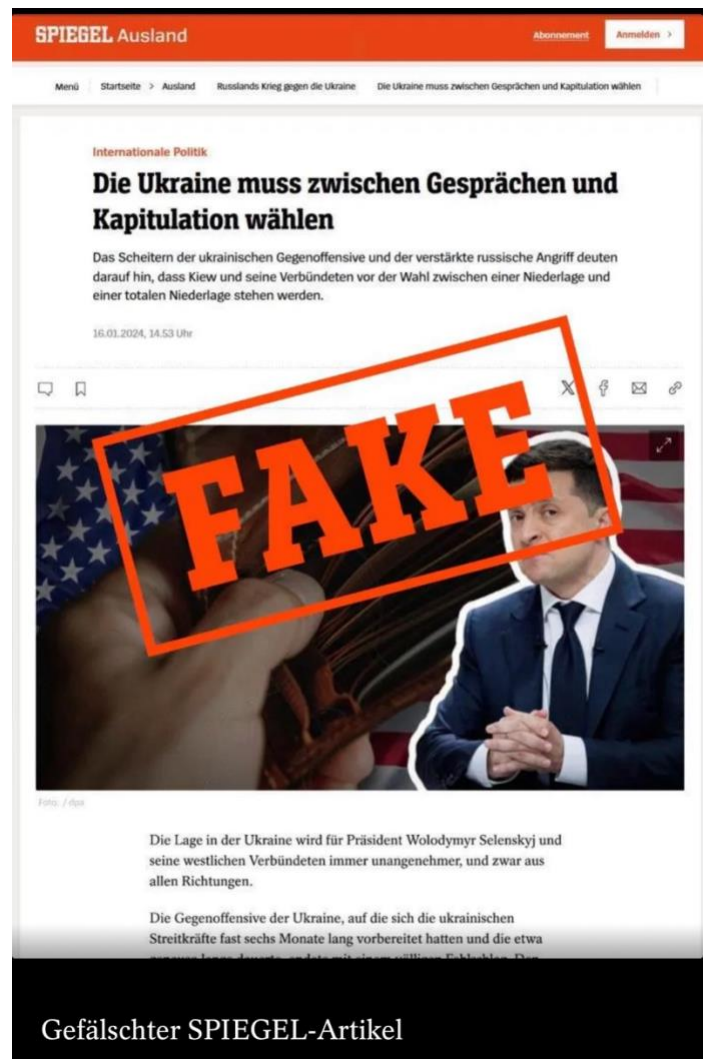 SPIEGEL Ausland
Abonnement
Anmelden >
Menü Startseite > Ausland Russlands Krieg gegen die Ukraine Die Ukraine muss zwischen Gesprächen und Kapitulation wählen
Internationale Politik
Die Ukraine muss zwischen Gesprächen und
Kapitulation wählen
Das Scheitern der ukrainischen Gegenoffensive und der verstärkte russische Angriff deuten
darauf hin, dass Kiew und seine Verbündeten vor der Wahl zwischen einer Niederlage und
einer totalen Niederlage stehen werden.
16.01.2024, 14.53 Uhr
FAKE
Foto: / dpa
Die Lage in der Ukraine wird für Präsident Wolodymyr Selenskyj und
seine westlichen Verbündeten immer unangenehmer, und zwar aus
allen Richtungen.
Die Gegenoffensive der Ukraine, auf die sich die ukrainischen
Streitkräfte fast sechs Monate lang vorbereitet hatten und die etwa
Gefälschter SPIEGEL-Artikel